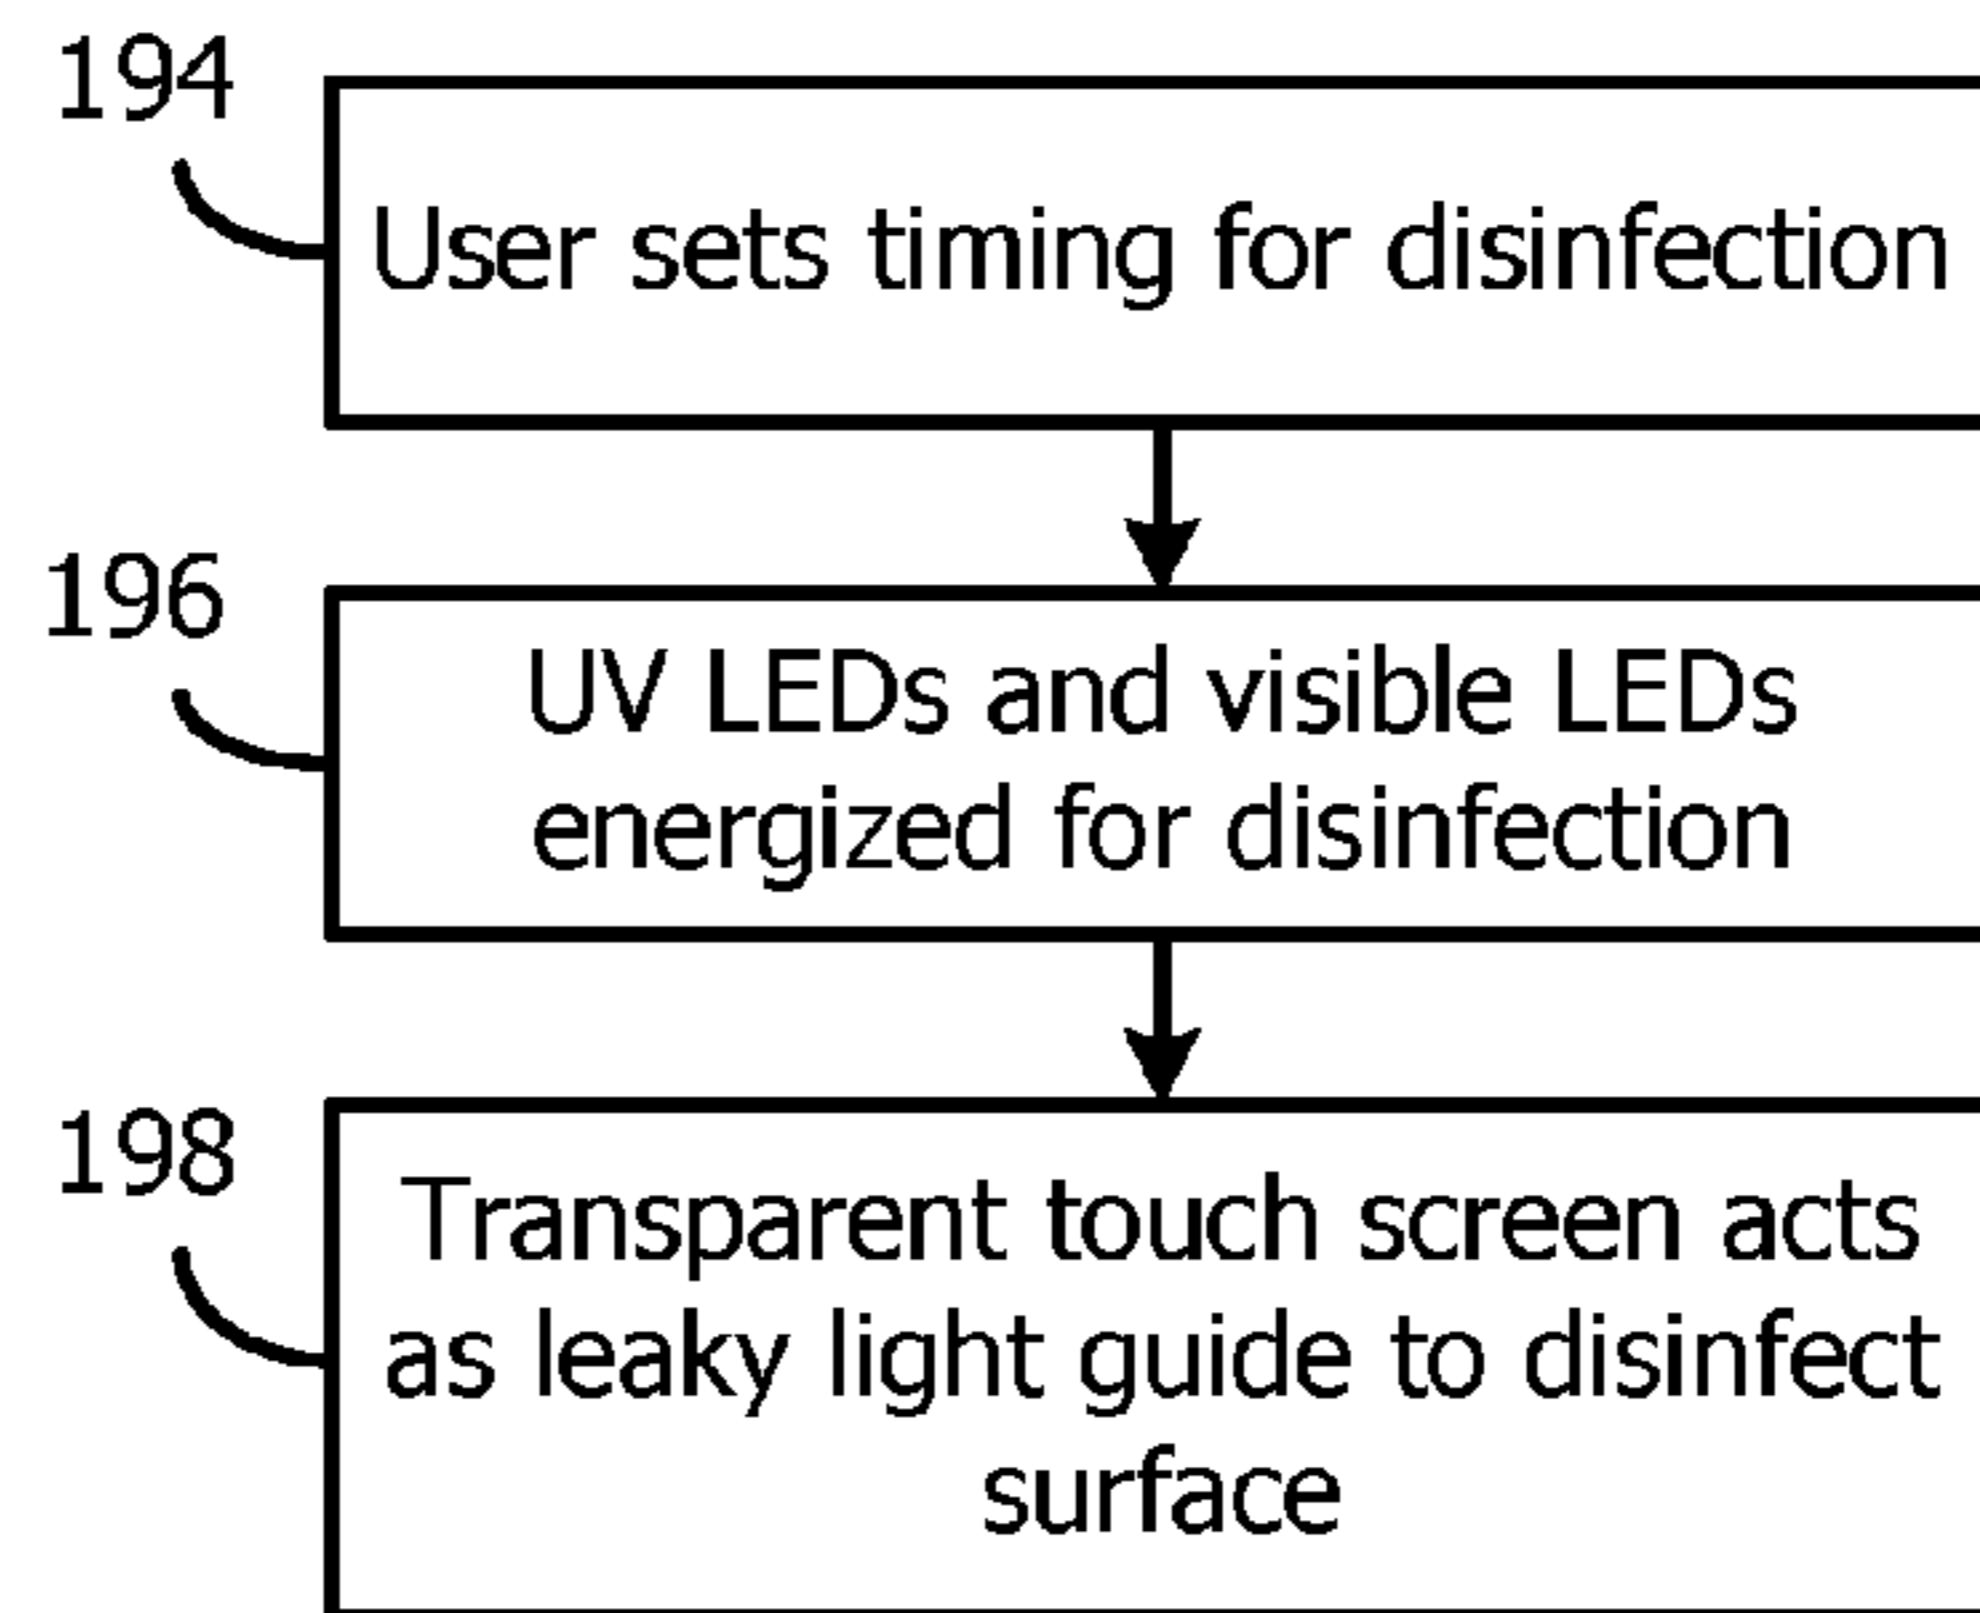 194
User sets timing for disinfection
196
UV LEDs and visible LEDs
energized for disinfection
198
Transparent touch screen acts
as leaky light guide to disinfect
surface